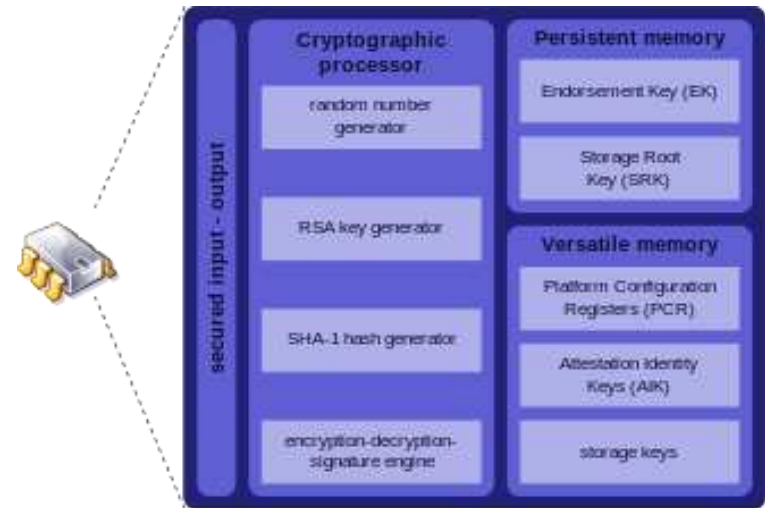 secured input - output
Cryptographic
processor
random number
generator
RSA key generator
SHA-1 hash generator
encryption-decryption-
signature engine
Persistent memory
Endorsement Key (EK)
Storage Root
Key (SRK)
Versatile memory
Platform Configuration
Registers (PCR)
Attestation Identity
Keys (AIK)
storage keys